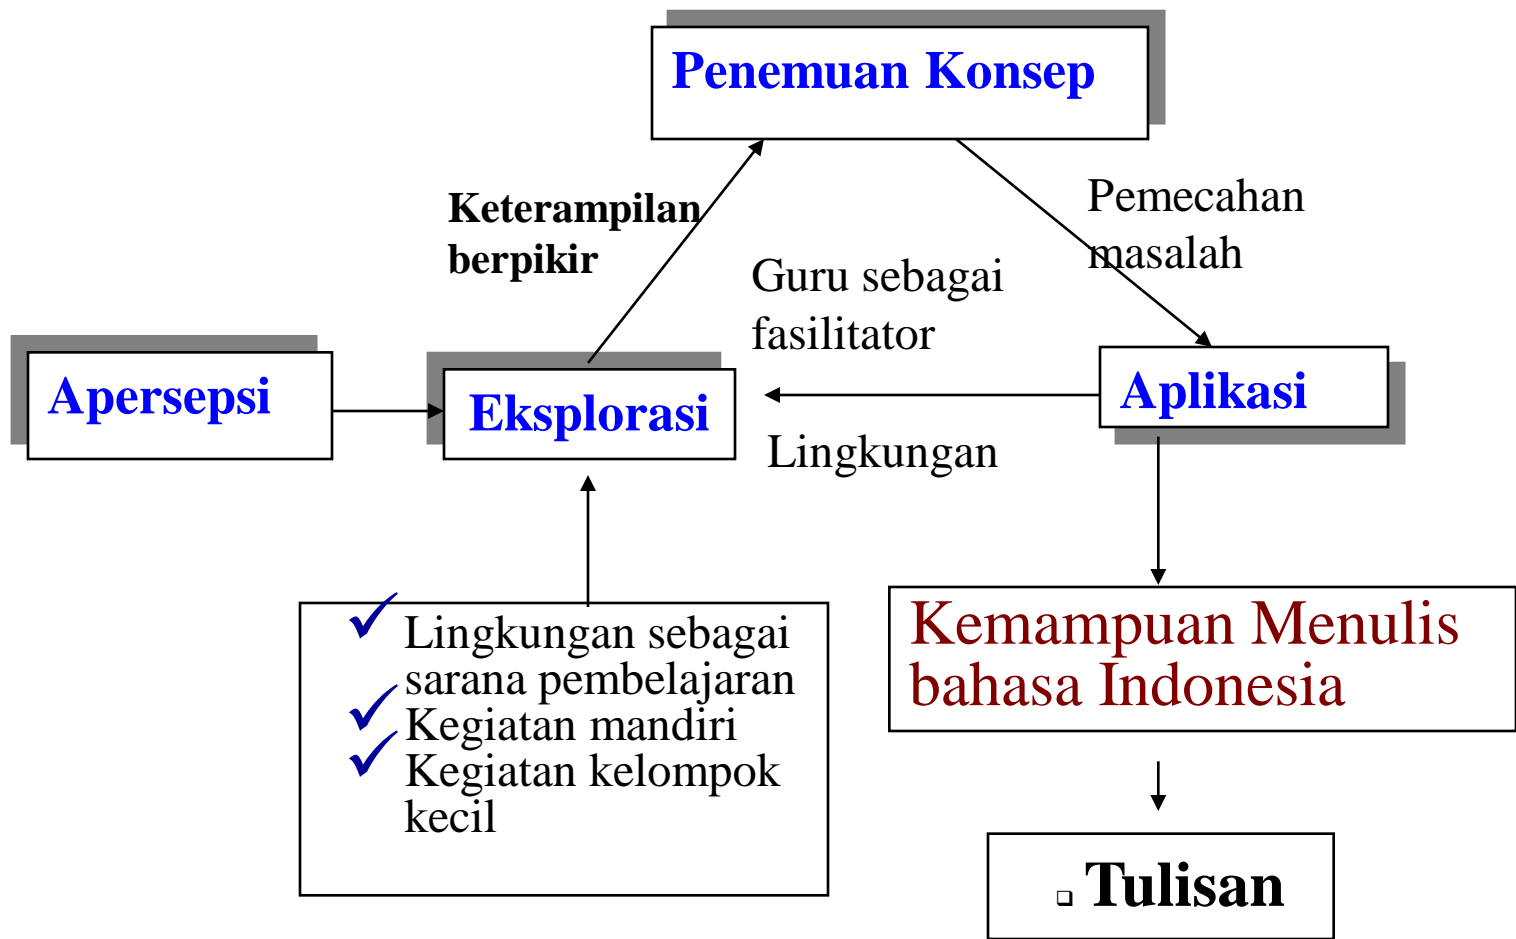 Penemuan Konsep
Keterampilan
berpikir
Pemecahan
masalah
Guru sebagai
fasilitator
Apersepsi
Eksplorasi
Aplikasi
Lingkungan
Lingkungan sebagai
sarana pembelajaran
Kegiatan mandiri
Kegiatan kelompok
kecil
Kemampuan Menulis
bahasa Indonesia
Tulisan